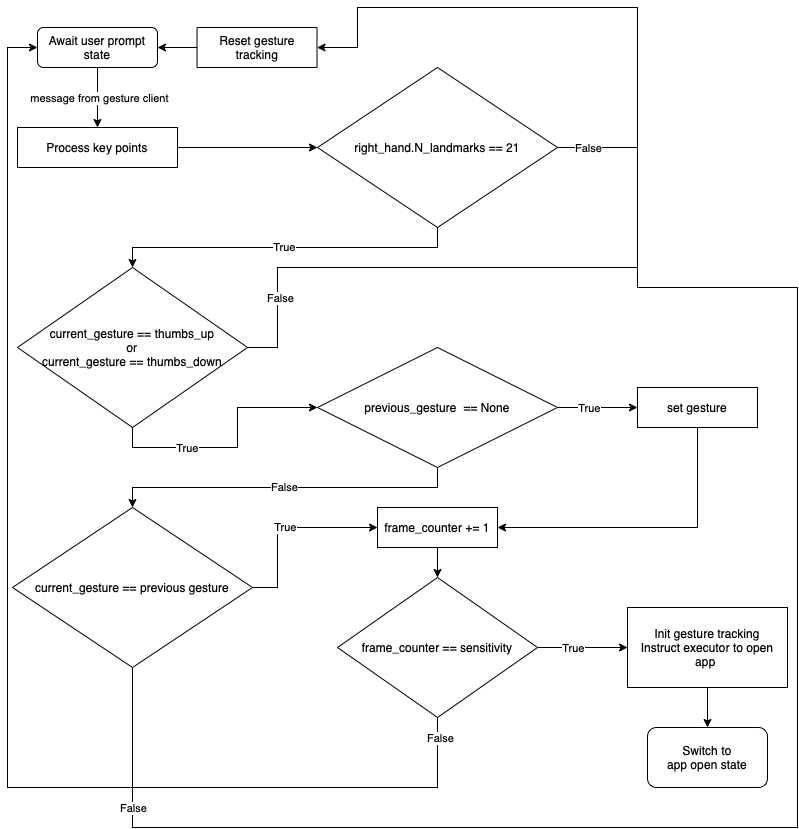 Await user prompt
state
Reset gesture
tracking
message from gesture client
Process key points
right_hand.N_landmarks == 21
False
True
False
current_gesture == thumbs_up
or
current_gesture == thumbs_down
previous_gesture == None
True
set gesture
True
False
True
frame_counter += 1
current_gesture == previous gesture
frame_counter == sensitivity
True
Init gesture tracking
Instruct executor to open
app
False
Switch to
app open state
False